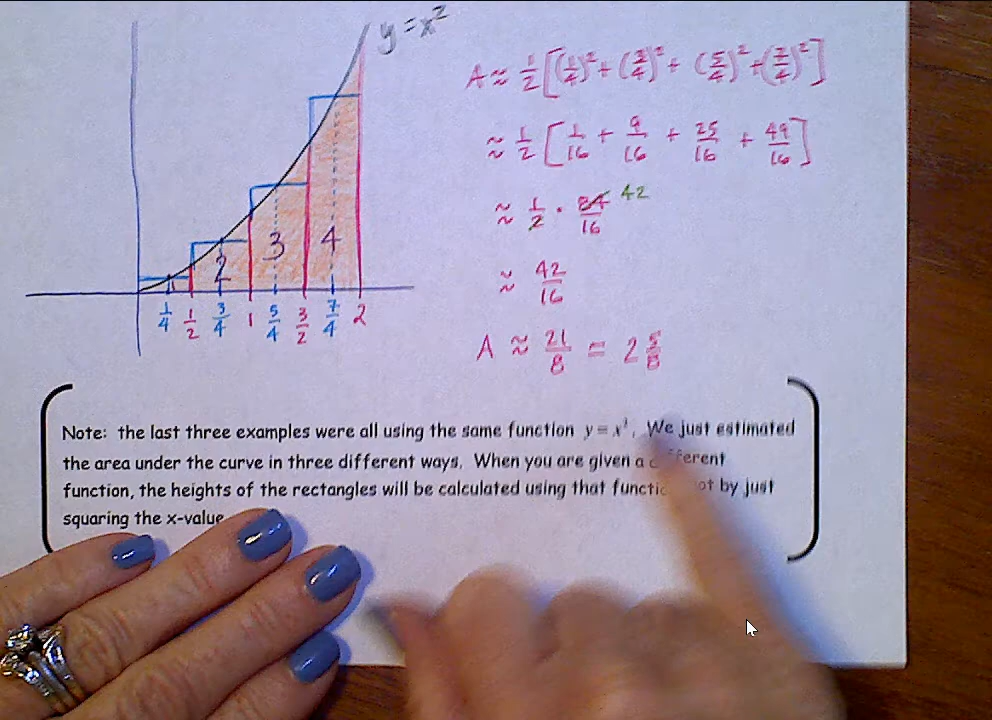 y = x²
A ≈ 1/2 [(1/4)² + (3/4)² + (5/4)² + (7/4)²]
≈ 1/2 [1/16 + 9/16 + 25/16 + 49/16]
≈ 1/2 · 84/16 42
≈ 42/16
A ≈ 21/8 = 2 5/8
1 2 3 4
1/4 1/2 3/4 1 5/4 3/2 7/4 2
Note: the last three examples were all using the same function y = x². We just estimated
the area under the curve in three different ways. When you are given a
function, the heights of the rectangles will be calculated using that by just
squaring the x-value